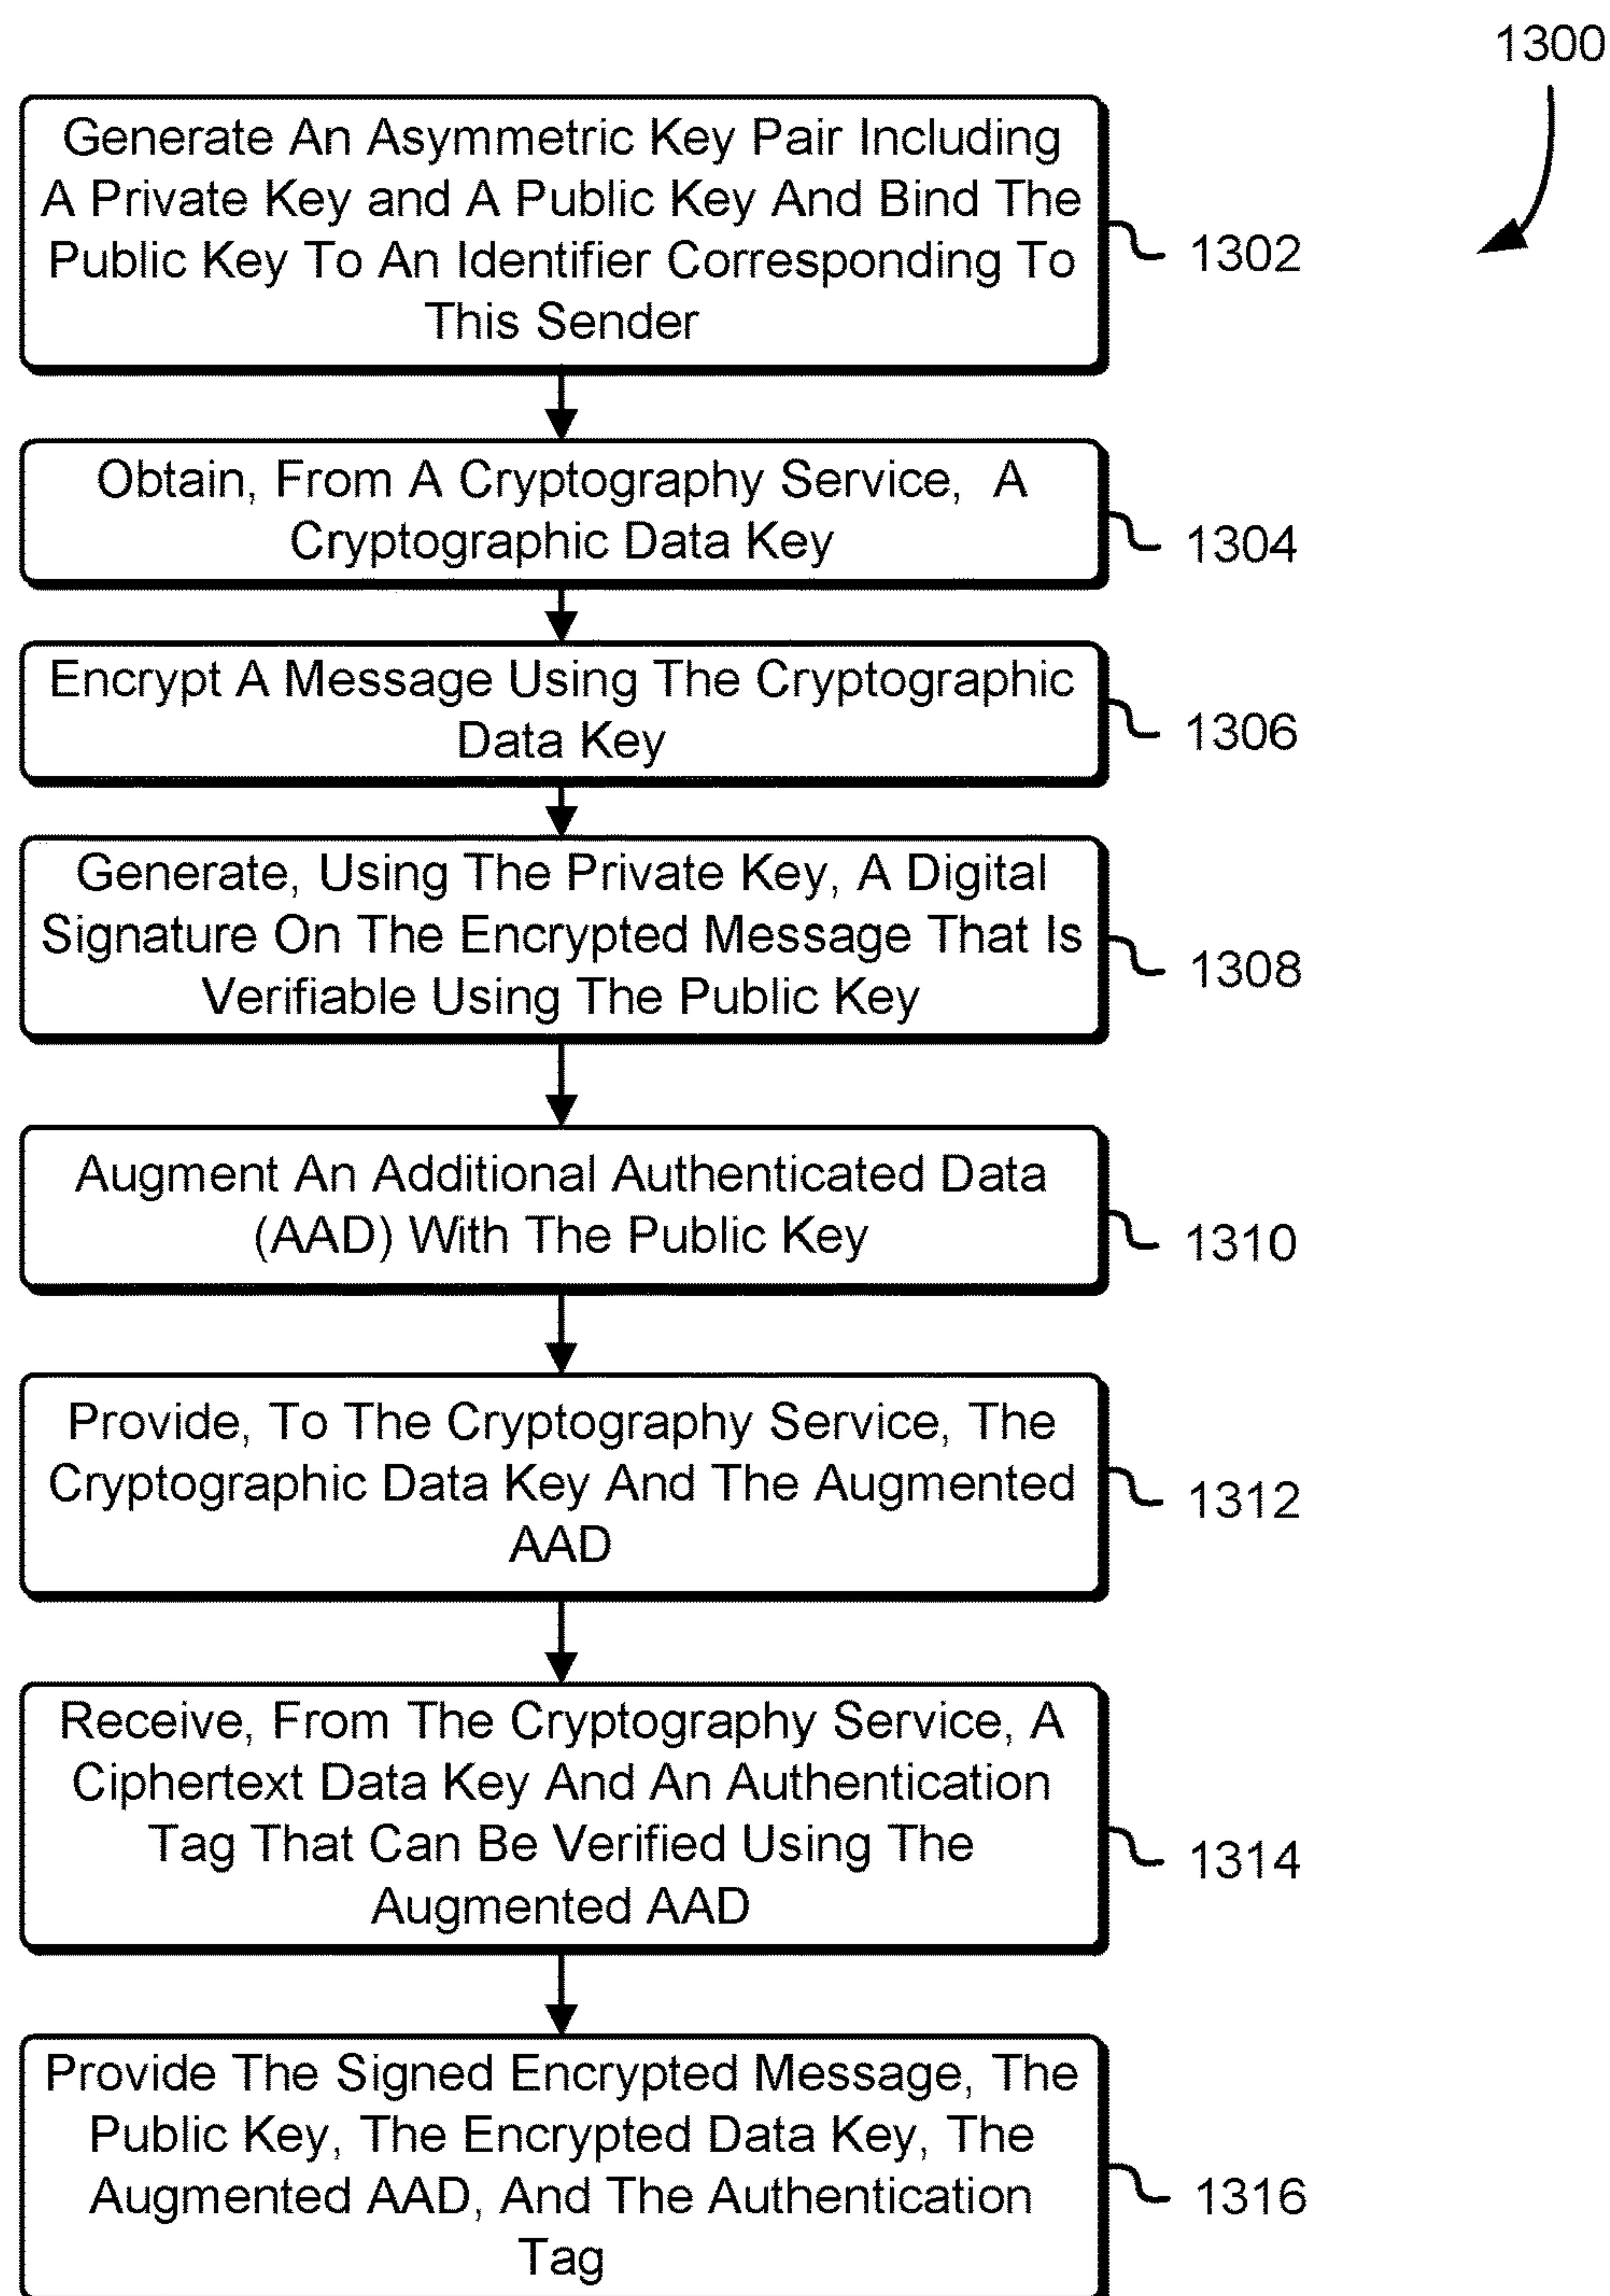 1300
Generate An Asymmetric Key Pair Including
A Private Key and A Public Key And Bind The
Public Key To An Identifier Corresponding To
This Sender
1302
Obtain, From A Cryptography Service, A
Cryptographic Data Key
1304
Encrypt A Message Using The Cryptographic
Data Key
1306
Generate, Using The Private Key, A Digital
Signature On The Encrypted Message That Is
Verifiable Using The Public Key
1308
Augment An Additional Authenticated Data
(AAD) With The Public Key
1310
Provide, To The Cryptography Service, The
Cryptographic Data Key And The Augmented
AAD
1312
Receive, From The Cryptography Service, A
Ciphertext Data Key And An Authentication
Tag That Can Be Verified Using The
Augmented AAD
1314
Provide The Signed Encrypted Message, The
Public Key, The Encrypted Data Key, The
Augmented AAD, And The Authentication
Tag
1316